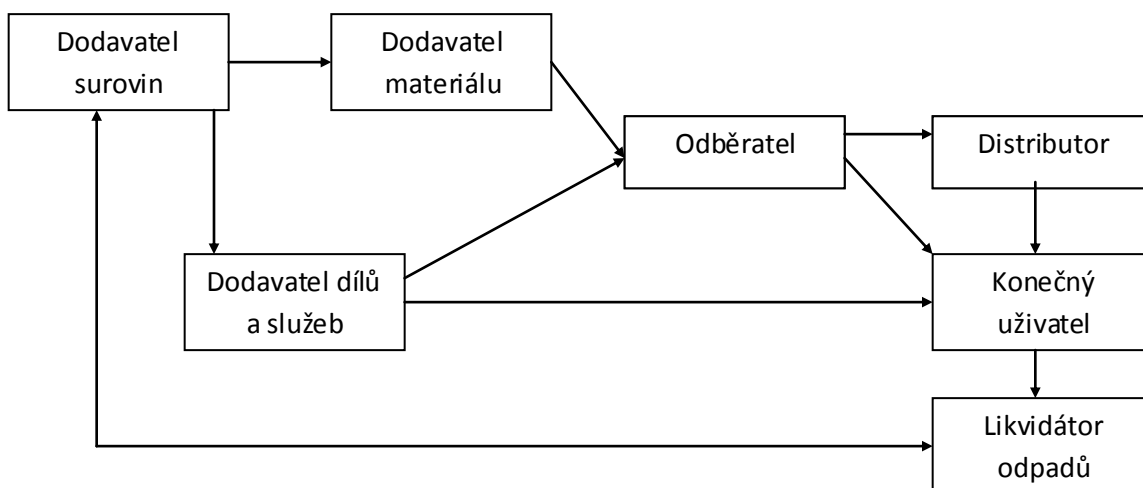 Dodavatel
surovin
Dodavatel
materiálu
Odběratel
Distributor
Dodavatel dílů
a služeb
Konečný
uživatel
Likvidátor
odpadů